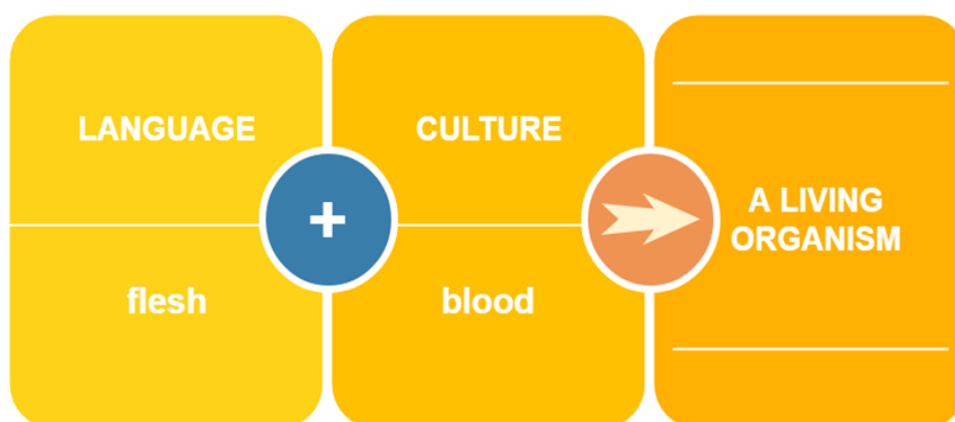 LANGUAGE
flesh
+
CULTURE
blood
A LIVING
ORGANISM